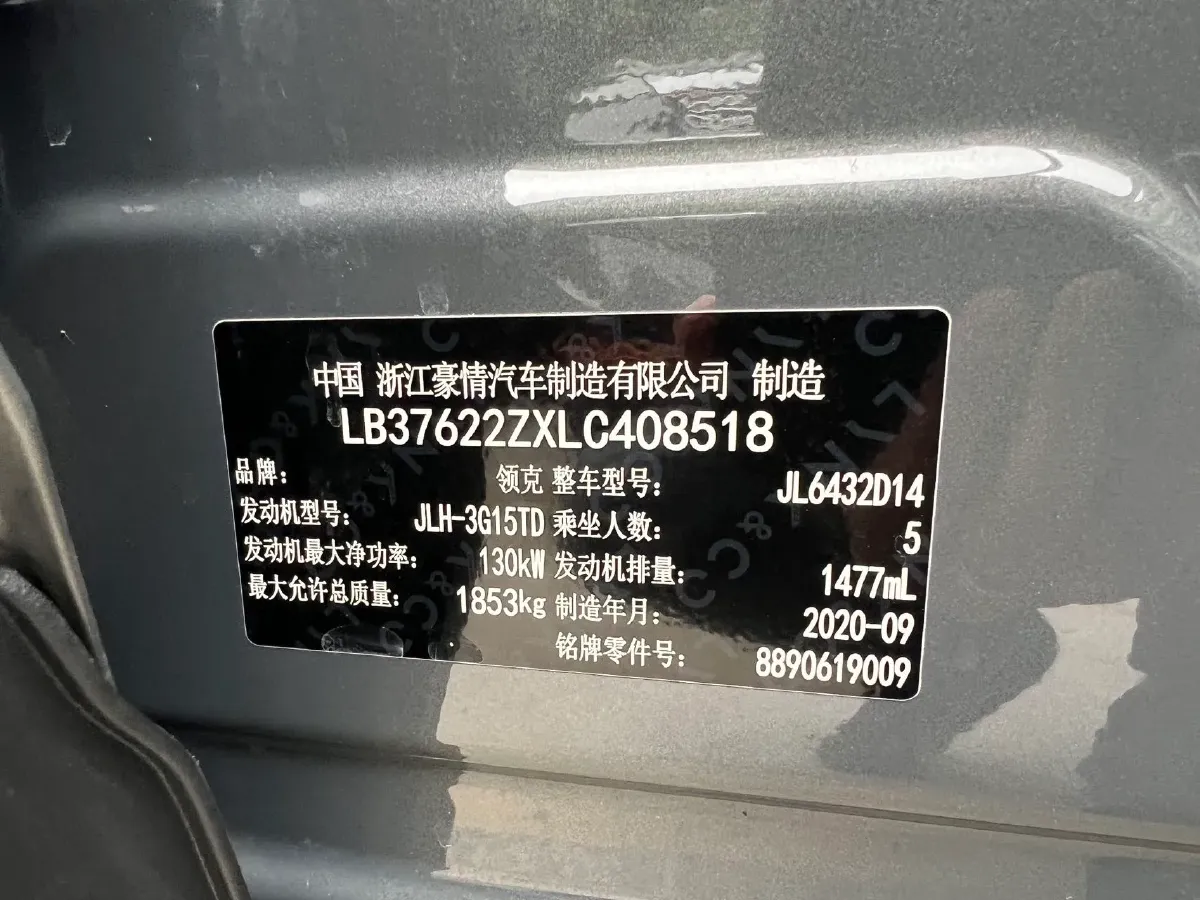 中国 浙江豪情汽车制造有限公司 制造
LB37622ZXLC408518
品牌: 领克 整车型号: JL6432D14
发动机型号: JLH-3G15TD 乘坐人数: 5
发动机最大净功率: 130kW 发动机排量: 1477mL
最大允许总质量: 1853kg 制造年月: 2020-09
铭牌零件号: 8890619009